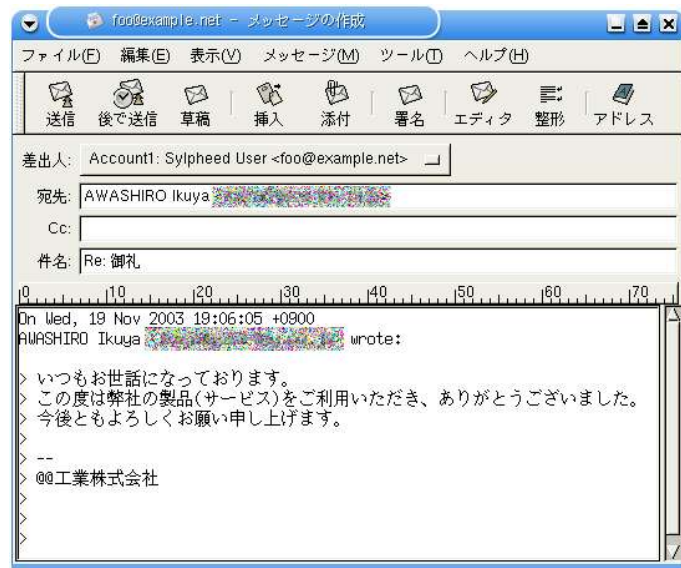 foo@example.net - メッセージの作成
ファイル(F) 編集(E) 表示(V) メッセージ(M) ツール(T) ヘルプ(H)
送信 後で送信 草稿 挿入 添付 署名 エディタ 整形 アドレス
差出人: Account1: Sylpheed User <foo@example.net>
宛先: AWASHIRO Ikuya
Cc:
件名: Re: 御礼
0 10 20 30 40 50 60 70
On Wed, 19 Nov 2003 19:06:05 +0900
AWASHIRO Ikuya wrote:
> いつもお世話になっております。
> この度は弊社の製品(サービス)をご利用いただき、ありがとうございました。
> 今後ともよろしくお願い申し上げます。
>
> --
> @@工業株式会社
>
>
>